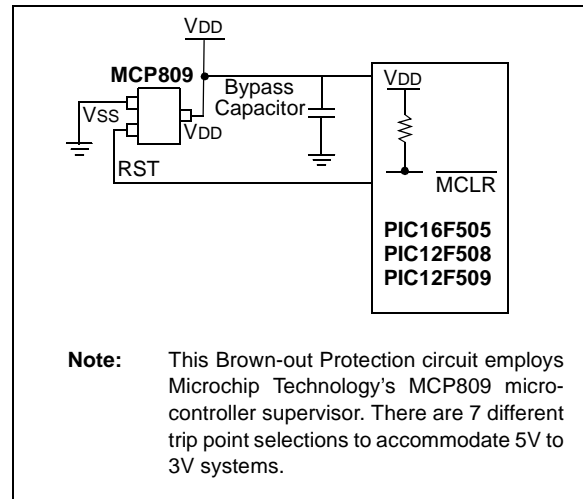 VDD
MCP809
Bypass
Capacitor
VDD
VSS
VDD
RST
MCLR
PIC16F505
PIC12F508
PIC12F509
Note: This Brown-out Protection circuit employs
Microchip Technology's MCP809 micro-
controller supervisor. There are 7 different
trip point selections to accommodate 5V to
3V systems.